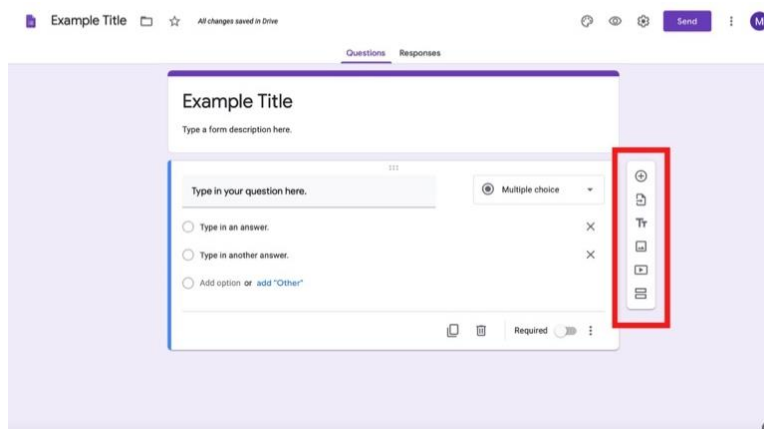 Example Title
All changes saved in Drive
Send
M
Questions Responses
Example Title
Type a form description here.
Type in your question here.
Multiple choice
Type in an answer.
Type in another answer.
Add option or add "Other"
Tт
Required